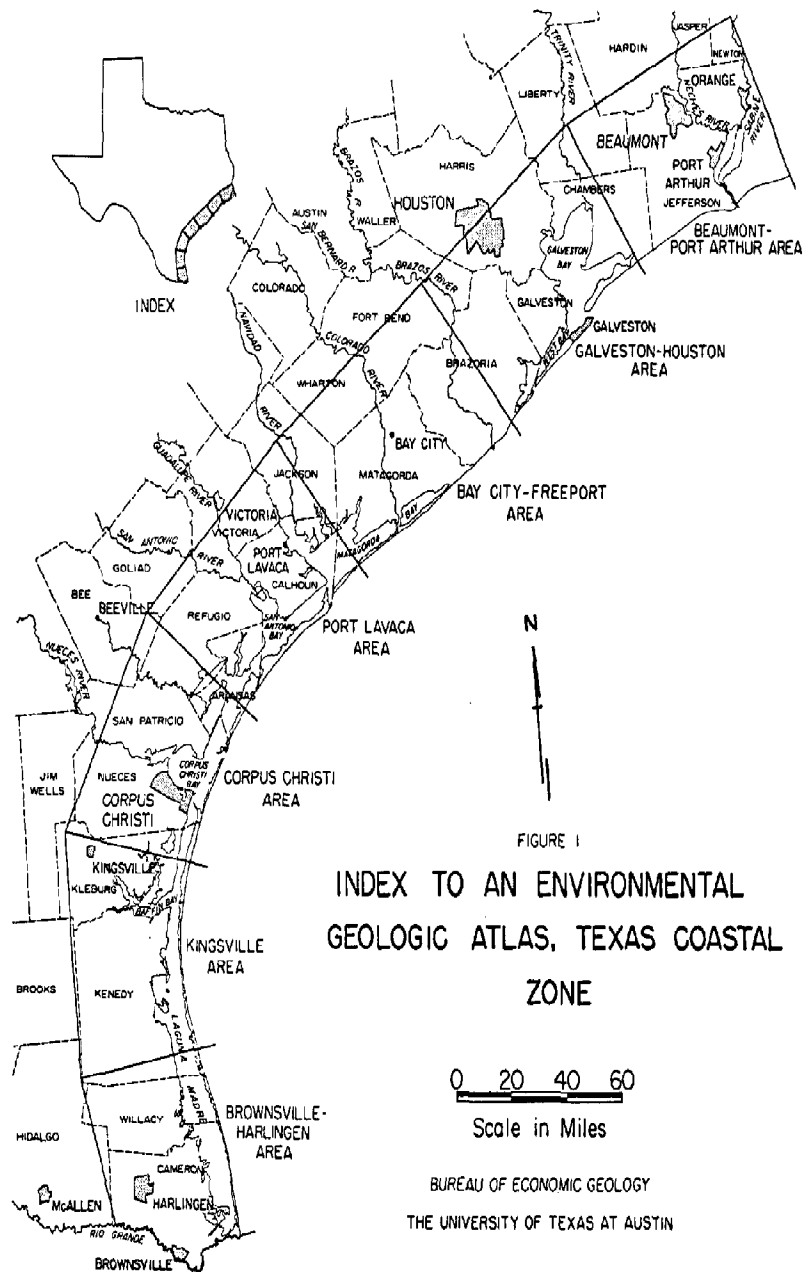 JASPER
HARDIN
NEWTON
TRINITY RIVER
ORANGE
LIBERTY
NECHES RIVER
SABINE RIVER
BEAUMONT
HARRIS
BRAZOS R.
PORT
ARTHUR
CHAMBERS
HOUSTON
WALLER
JEFFERSON
AUSTIN
SAN BERNARD R.
BEAUMONT-
PORT ARTHUR AREA
GALVESTON
BAY
BRAZOS RIVER
COLORADO
INDEX
GALVESTON
FORT BEND
NAVIDAD
RIVER
COLORADO
RIVER
GALVESTON
WEST BAY
GALVESTON-HOUSTON
AREA
BRAZORIA
WHARTON
BAY CITY
GUADALUPE RIVER
JACKSON
MATAGORDA
BAY CITY-FREEPORT
AREA
VICTORIA
VICTORIA
SAN ANTONIO
RIVER
MATAGORDA
BAY
PORT
LAVACA
GOLIAD
CALHOUN
BEE
BEEVILLE
REFUGIO
SAN
ANTONIO
BAY
PORT LAVACA
AREA
N
NUECES
RIVER
ARANSAS
SAN PATRICIO
CORPUS
CHRISTI
BAY
JIM
WELLS
NUECES
CORPUS CHRISTI
AREA
CORPUS
CHRISTI
FIGURE 1
INDEX TO AN ENVIRONMENTAL
GEOLOGIC ATLAS, TEXAS COASTAL
ZONE
KINGSVILLE
KLEBURG
BAFFIN BAY
KINGSVILLE
AREA
BROOKS
KENEDY
LAGUNA
MADRE
0 20 40 60
Scale in Miles
WILLACY
BROWNSVILLE-
HARLINGEN
AREA
HIDALGO
CAMERON
McALLEN
HARLINGEN
BUREAU OF ECONOMIC GEOLOGY
THE UNIVERSITY OF TEXAS AT AUSTIN
RIO GRANDE
BROWNSVILLE